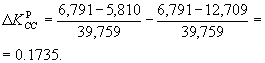 ΔK^P_CC = (6,791−5,810)/39,759 − (6,791−12,709)/39,759 =
= 0.1735.